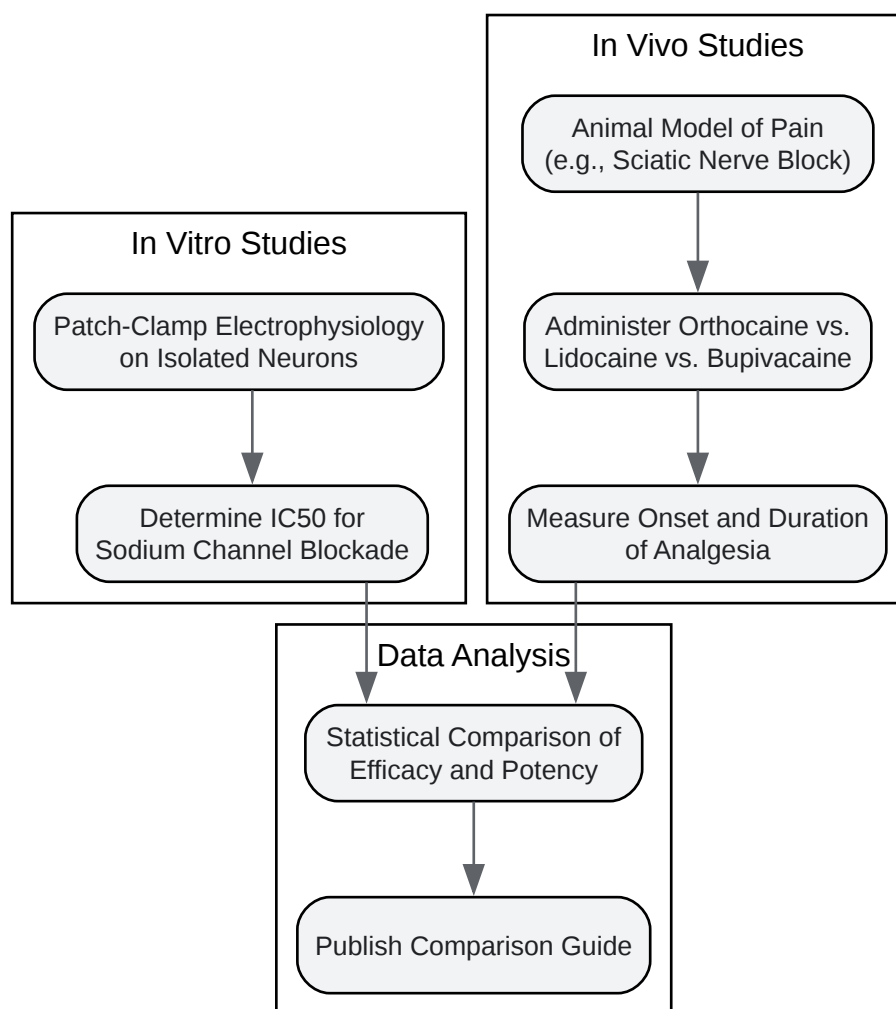 In Vivo Studies
Animal Model of Pain
(e.g., Sciatic Nerve Block)
Administer Orthocaine vs.
Lidocaine vs. Bupivacaine
Measure Onset and Duration
of Analgesia
In Vitro Studies
Patch-Clamp Electrophysiology
on Isolated Neurons
Determine IC50 for
Sodium Channel Blockade
Data Analysis
Statistical Comparison of
Efficacy and Potency
Publish Comparison Guide